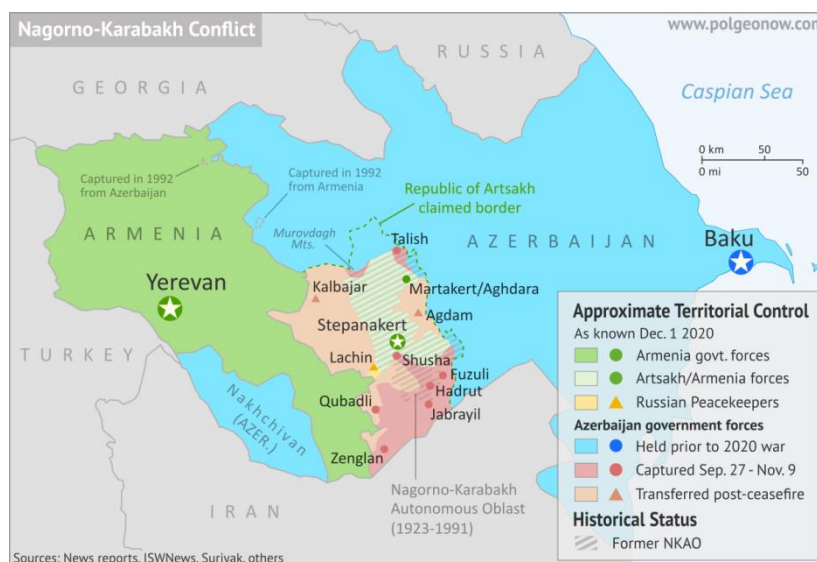 Nagorno-Karabakh Conflict
www.polgeonow.com
RUSSIA
GEORGIA
Caspian Sea
0 km 50
0 mi 50
Captured in 1992
from Azerbaijan
Captured in 1992
from Armenia
Republic of Artsakh
claimed border
ARMENIA
Murovdagh
Mts.
Talish
AZERBAIJAN
Baku
Yerevan
Kalbajar
Martakert/Aghdara
Stepanakert
Agdam
TURKEY
Lachin
Shusha
Fuzuli
Hadrut
Qubadli
Jabrayil
Nakhchivan
(AZER.)
Zenglan
Nagorno-Karabakh
Autonomous Oblast
(1923-1991)
IRAN
Approximate Territorial Control
As known Dec. 1 2020
Armenia govt. forces
Artsakh/Armenia forces
Russian Peacekeepers
Azerbaijan government forces
Held prior to 2020 war
Captured Sep. 27 - Nov. 9
Transferred post-ceasefire
Historical Status
Former NKAO
Sources: News reports, ISWNews, Suriyak, others